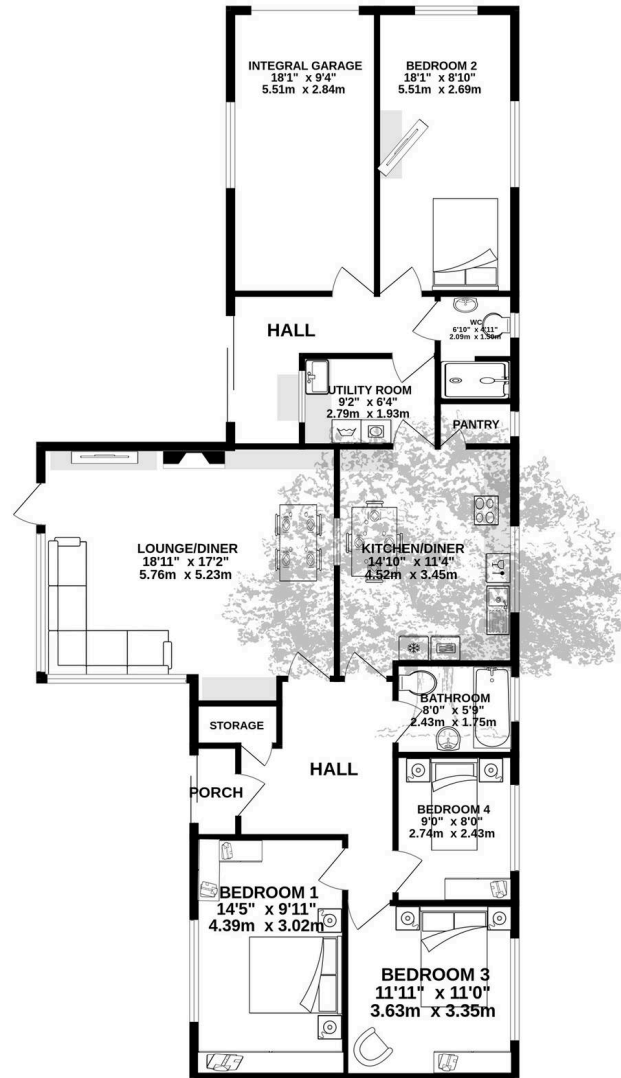 INTEGRAL GARAGE
18'1" x 9'4"
5.51m x 2.84m
BEDROOM 2
18'1" x 8'10"
5.51m x 2.69m
HALL
WC
6'10" x 4'11"
2.09m x 1.50m
UTILITY ROOM
9'2" x 6'4"
2.79m x 1.93m
PANTRY
LOUNGE/DINER
18'11" x 17'2"
5.76m x 5.23m
KITCHEN/DINER
14'10" x 11'4"
4.52m x 3.45m
BATHROOM
8'0" x 5'9"
2.43m x 1.75m
STORAGE
HALL
PORCH
BEDROOM 4
9'0" x 8'0"
2.74m x 2.43m
BEDROOM 1
14'5" x 9'11"
4.39m x 3.02m
BEDROOM 3
11'11" x 11'0"
3.63m x 3.35m